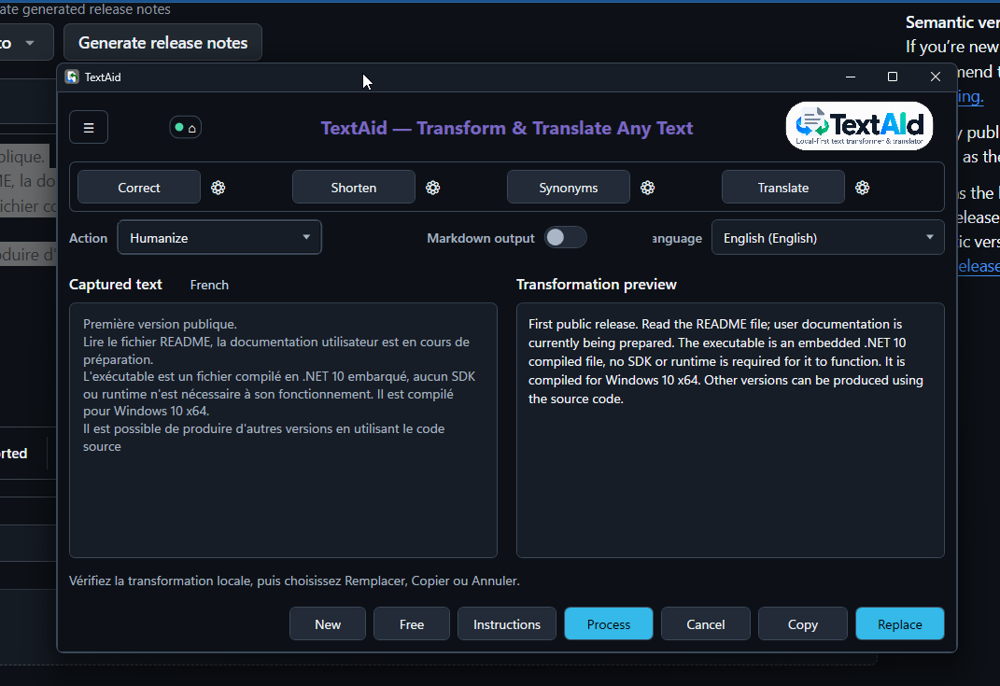 ate generated release notes
to
Generate release notes
Semantic ver
If you're new
mend t
ing.
y publ
as the
s the l
elease
ic vers
elease
blique.
E, la do
ichier co
oduire d'
rted
TextAid
TextAid — Transform & Translate Any Text
TextAId
Local-first text transformer & translator
Correct
Shorten
Synonyms
Translate
Action
Humanize
Markdown output
anguage
English (English)
Captured text
French
Transformation preview
Première version publique.
Lire le fichier README, la documentation utilisateur est en cours de
préparation.
L'exécutable est un fichier compilé en .NET 10 embarqué, aucun SDK
ou runtime n'est nécessaire à son fonctionnement. Il est compilé
pour Windows 10 x64.
Il est possible de produire d'autres versions en utilisant le code
source
First public release. Read the README file; user documentation is
currently being prepared. The executable is an embedded .NET 10
compiled file, no SDK or runtime is required for it to function. It is
compiled for Windows 10 x64. Other versions can be produced using
the source code.
Vérifiez la transformation locale, puis choisissez Remplacer, Copier ou Annuler.
New
Free
Instructions
Process
Cancel
Copy
Replace